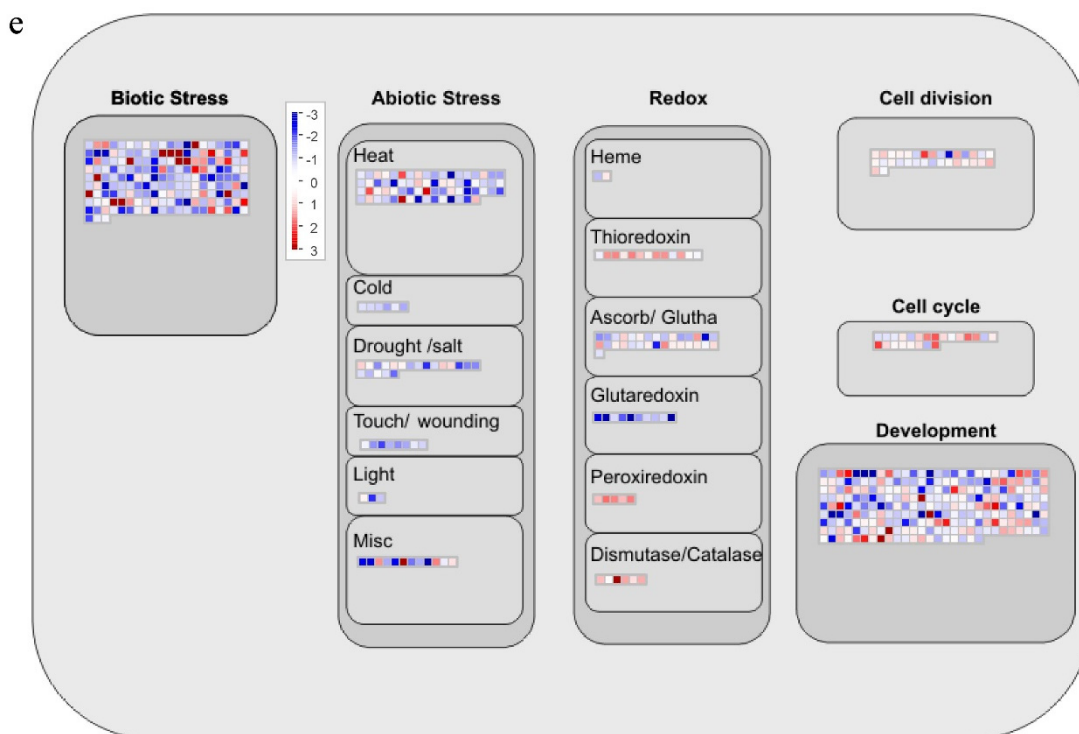 e
Biotic Stress
-3
-2
-1
0
1
2
3
Abiotic Stress
Heat
Cold
Drought /salt
Touch/ wounding
Light
Misc
Redox
Heme
Thioredoxin
Ascorb/ Glutha
Glutaredoxin
Peroxiredoxin
Dismutase/Catalase
Cell division
Cell cycle
Development